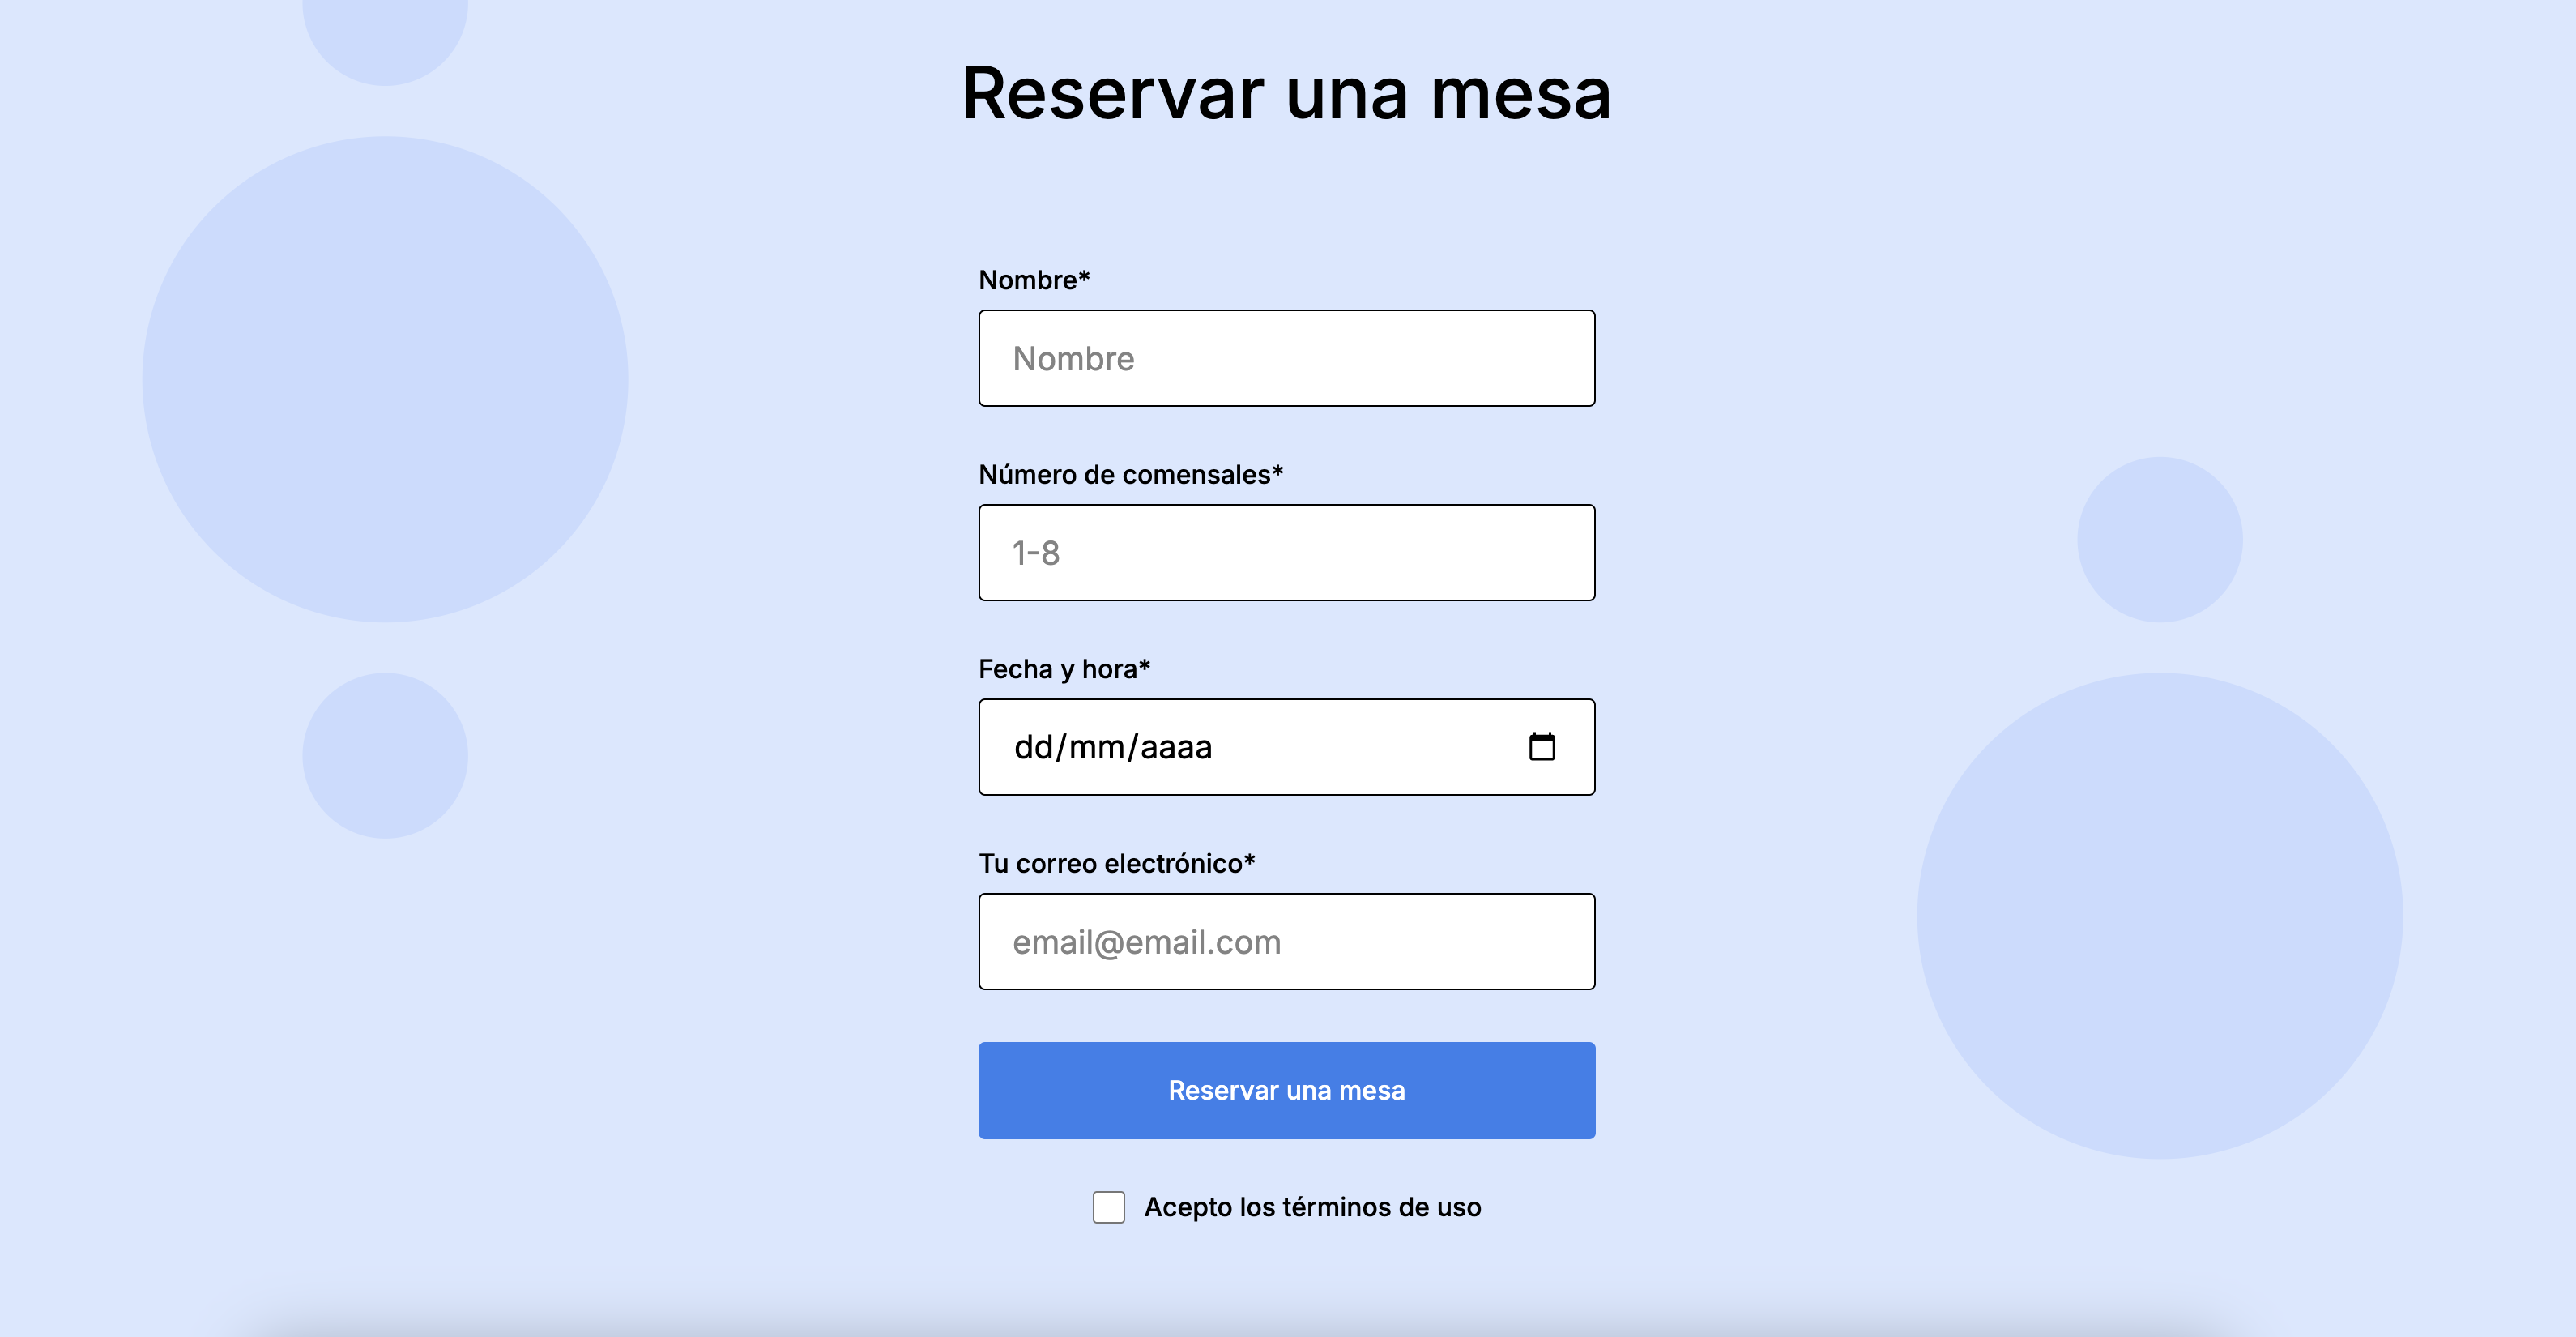 Reservar una mesa
Nombre*
Nombre
Número de comensales*
1-8
Fecha y hora*
dd/mm/aaaa
Tu correo electrónico*
email@email.com
Reservar una mesa
Acepto los términos de uso